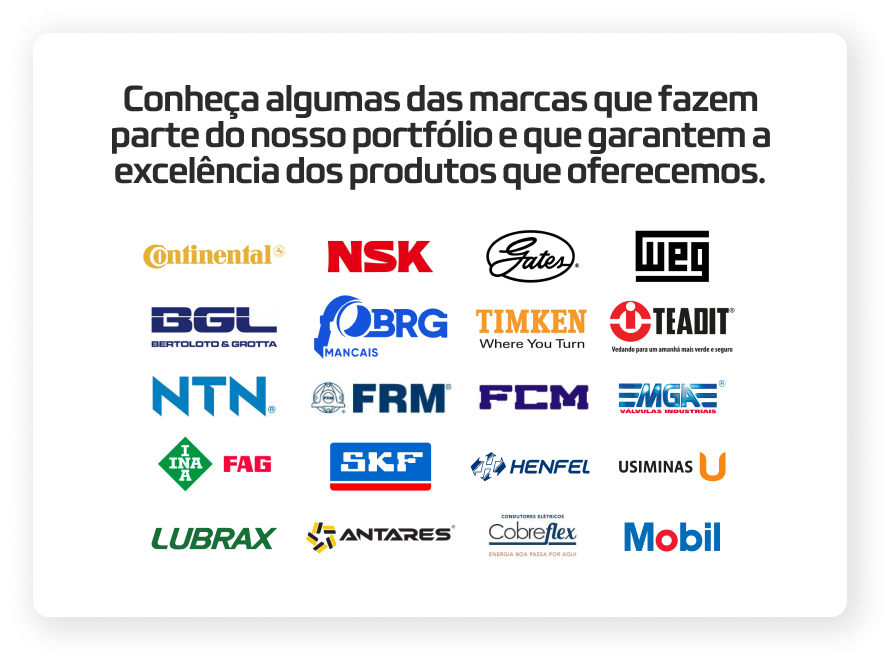 Conheça algumas das marcas que fazem
parte do nosso portfólio e que garantem a
excelência dos produtos que oferecemos.
Continental
NSK
Gates®
WEG
BGL
BERTOLOTO & GROTTA
BRG
MANCAIS
TIMKEN
Where You Turn
TEADIT®
Vedando para um amanhã mais verde e seguro
NTN®
FRM®
FCM
MGA®
VÁLVULAS INDUSTRIAIS
INA
INA
FAG
SKF
HENFEL
USIMINAS
LUBRAX
ANTARES®
CONDUTORES ELÉTRICOS
Cobreflex
ENERGIA BOA PASSA POR AQUI
Mobil